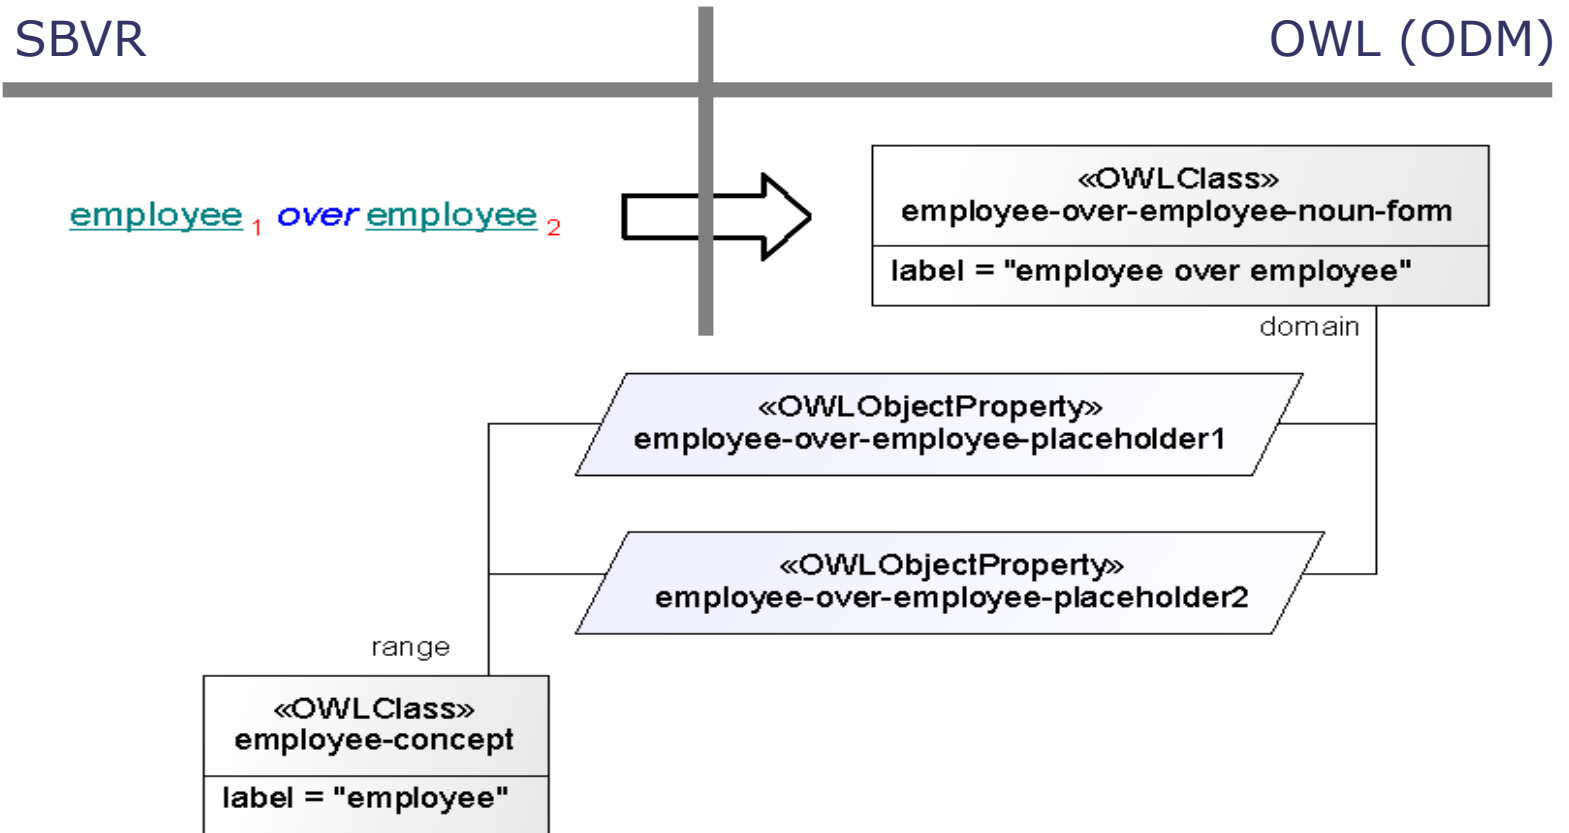 SBVR
OWL (ODM)
employee 1 over employee 2
«OWLClass»
employee-over-employee-noun-form
label = "employee over employee"
domain
«OWLObjectProperty»
employee-over-employee-placeholder1
«OWLObjectProperty»
employee-over-employee-placeholder2
range
«OWLClass»
employee-concept
label = "employee"